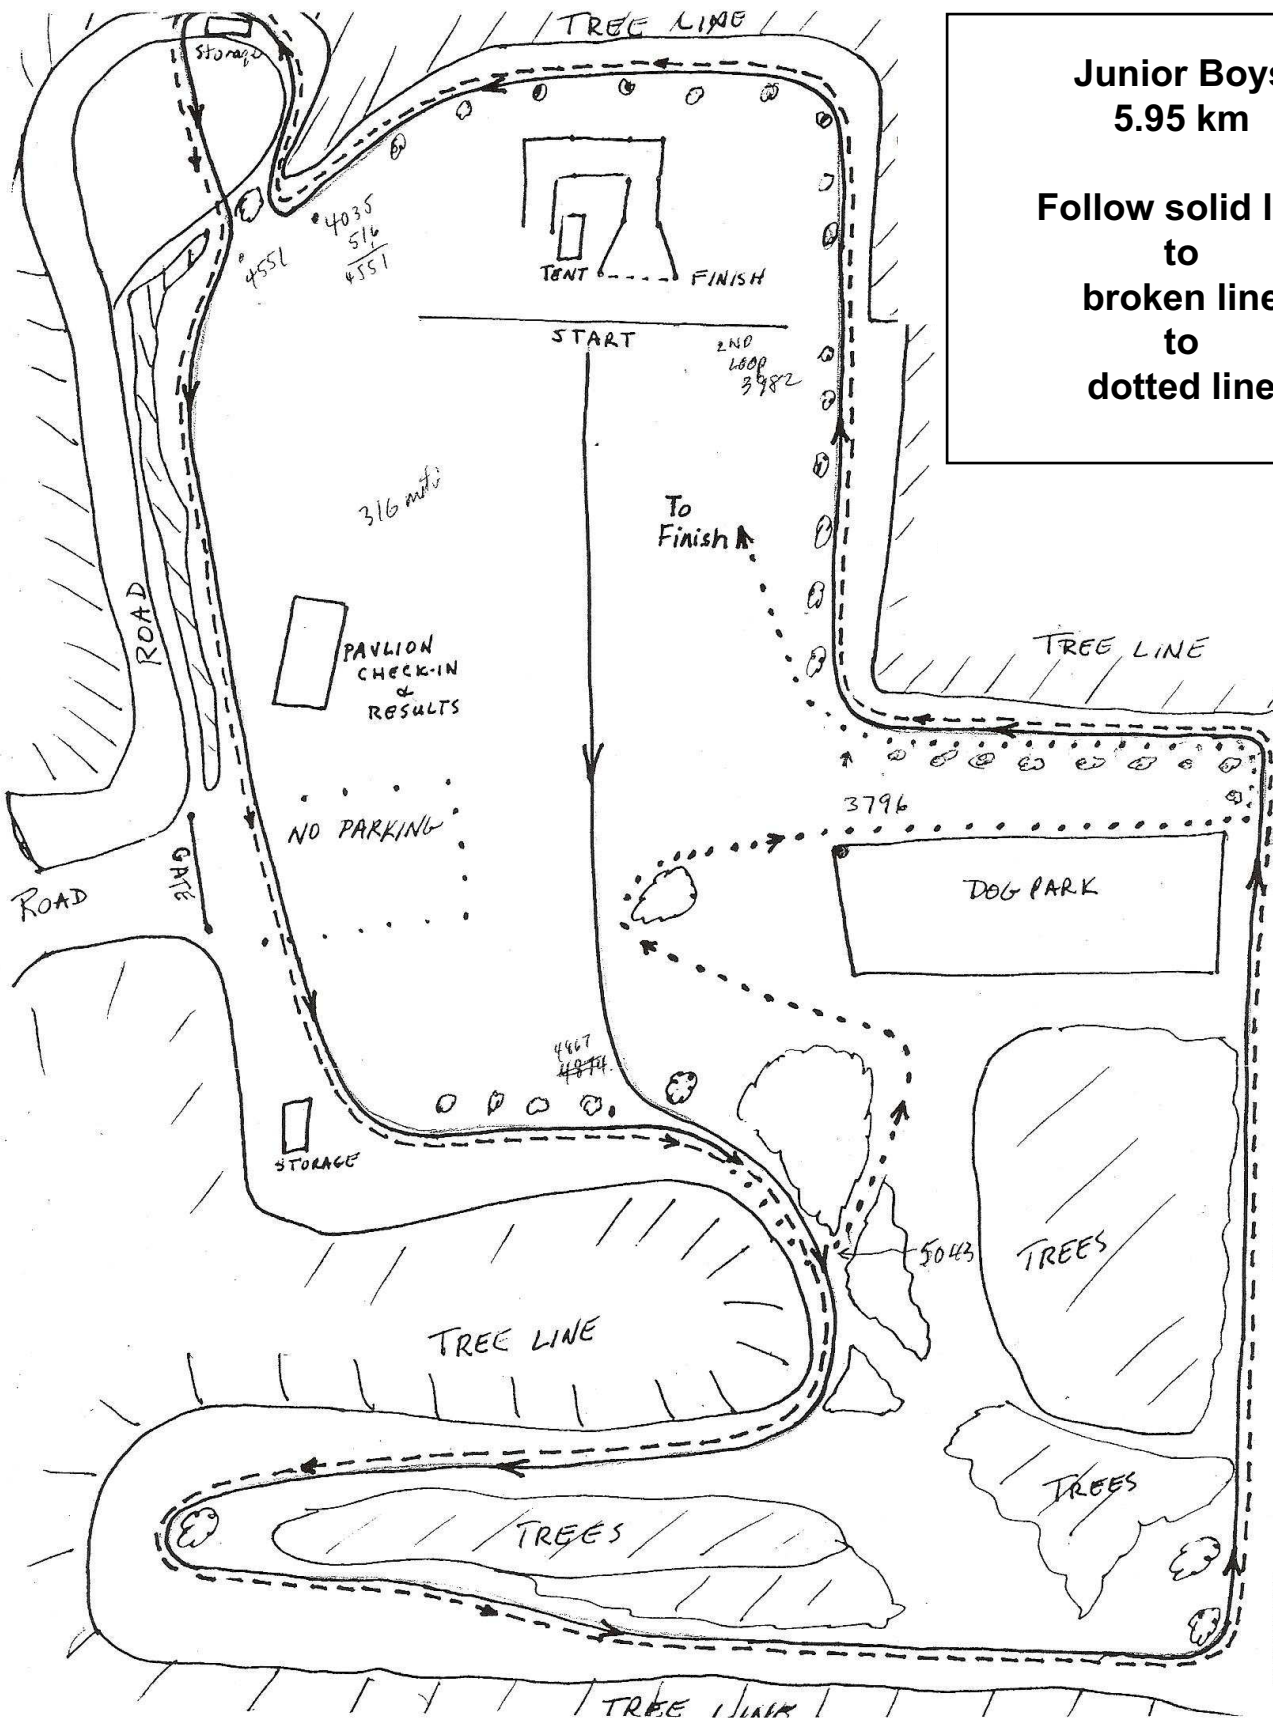 TREE LINE
Storage
Junior Boys
5.95 km
Follow solid l
to
broken line
to
dotted line
4035
516
4551
4551
TENT
FINISH
START
2ND
LOOP
3982
316
To
Finish
ROAD
PAVLION
CHECK-IN
&
RESULTS
TREE LINE
3796
NO PARKING
GATE
ROAD
DOG PARK
4867
4874
STORAGE
5043
TREES
TREE LINE
TREES
TREES
TREE LINE